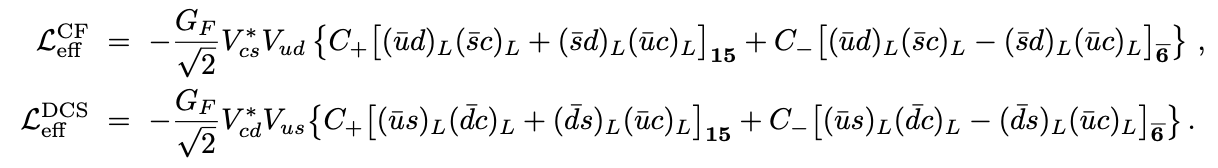 $\mathcal{L}_{\text{eff}}^{\text{CF}} = -\frac{G_F}{\sqrt{2}} V_{cs}^* V_{ud} \left\{ C_+ \left[ (\bar{u}d)_L (\bar{s}c)_L + (\bar{s}d)_L (\bar{u}c)_L \right]_{\mathbf{15}} + C_- \left[ (\bar{u}d)_L (\bar{s}c)_L - (\bar{s}d)_L (\bar{u}c)_L \right]_{\overline{\mathbf{6}}} \right\} \, ,$
$\mathcal{L}_{\text{eff}}^{\text{DCS}} = -\frac{G_F}{\sqrt{2}} V_{cd}^* V_{us} \left\{ C_+ \left[ (\bar{u}s)_L (\bar{d}c)_L + (\bar{d}s)_L (\bar{u}c)_L \right]_{\mathbf{15}} + C_- \left[ (\bar{u}s)_L (\bar{d}c)_L - (\bar{d}s)_L (\bar{u}c)_L \right]_{\overline{\mathbf{6}}} \right\} .$